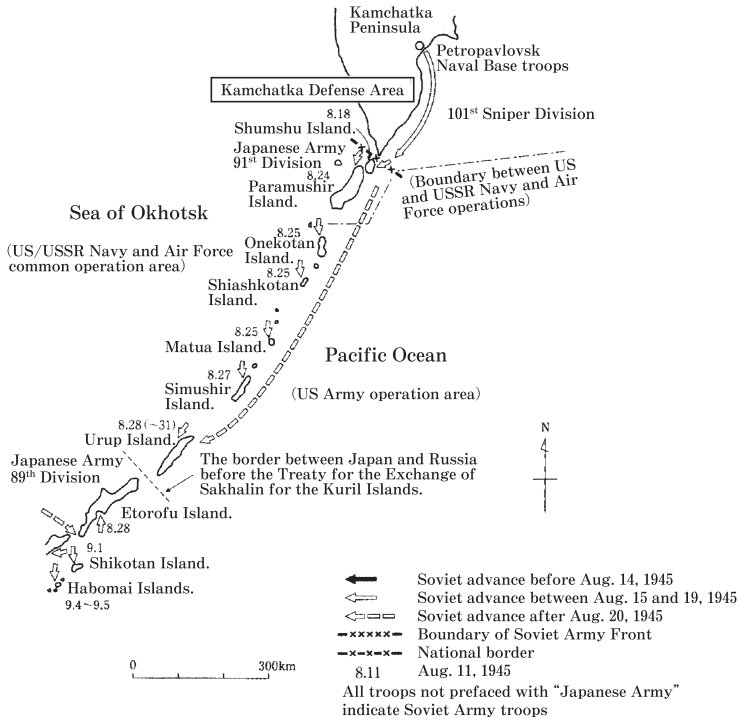 Kamchatka
Peninsula
Petropavlovsk
Naval Base troops
Kamchatka Defense Area
101st Sniper Division
8.18
Shumshu Island.
Japanese Army
91st Division
8.24
Paramushir
Island.
(Boundary between US
and USSR Navy and Air
Force operations)
Sea of Okhotsk
(US/USSR Navy and Air Force
common operation area)
8.25
Onekotan
Island.
8.25
Shiashkotan
Island.
8.25
Matua Island.
Pacific Ocean
(US Army operation area)
8.27
Simushir
Island.
8.28(~31)
Urup Island.
Japanese Army
89th Division
The border between Japan and Russia
before the Treaty for the Exchange of
Sakhalin for the Kuril Islands.
N
Etorofu Island.
8.28
9.1
Shikotan Island.
Habomai Islands.
9.4~9.5
0 300km
Soviet advance before Aug. 14, 1945
Soviet advance between Aug. 15 and 19, 1945
Soviet advance after Aug. 20, 1945
Boundary of Soviet Army Front
National border
8.11 Aug. 11, 1945
All troops not prefaced with “Japanese Army”
indicate Soviet Army troops